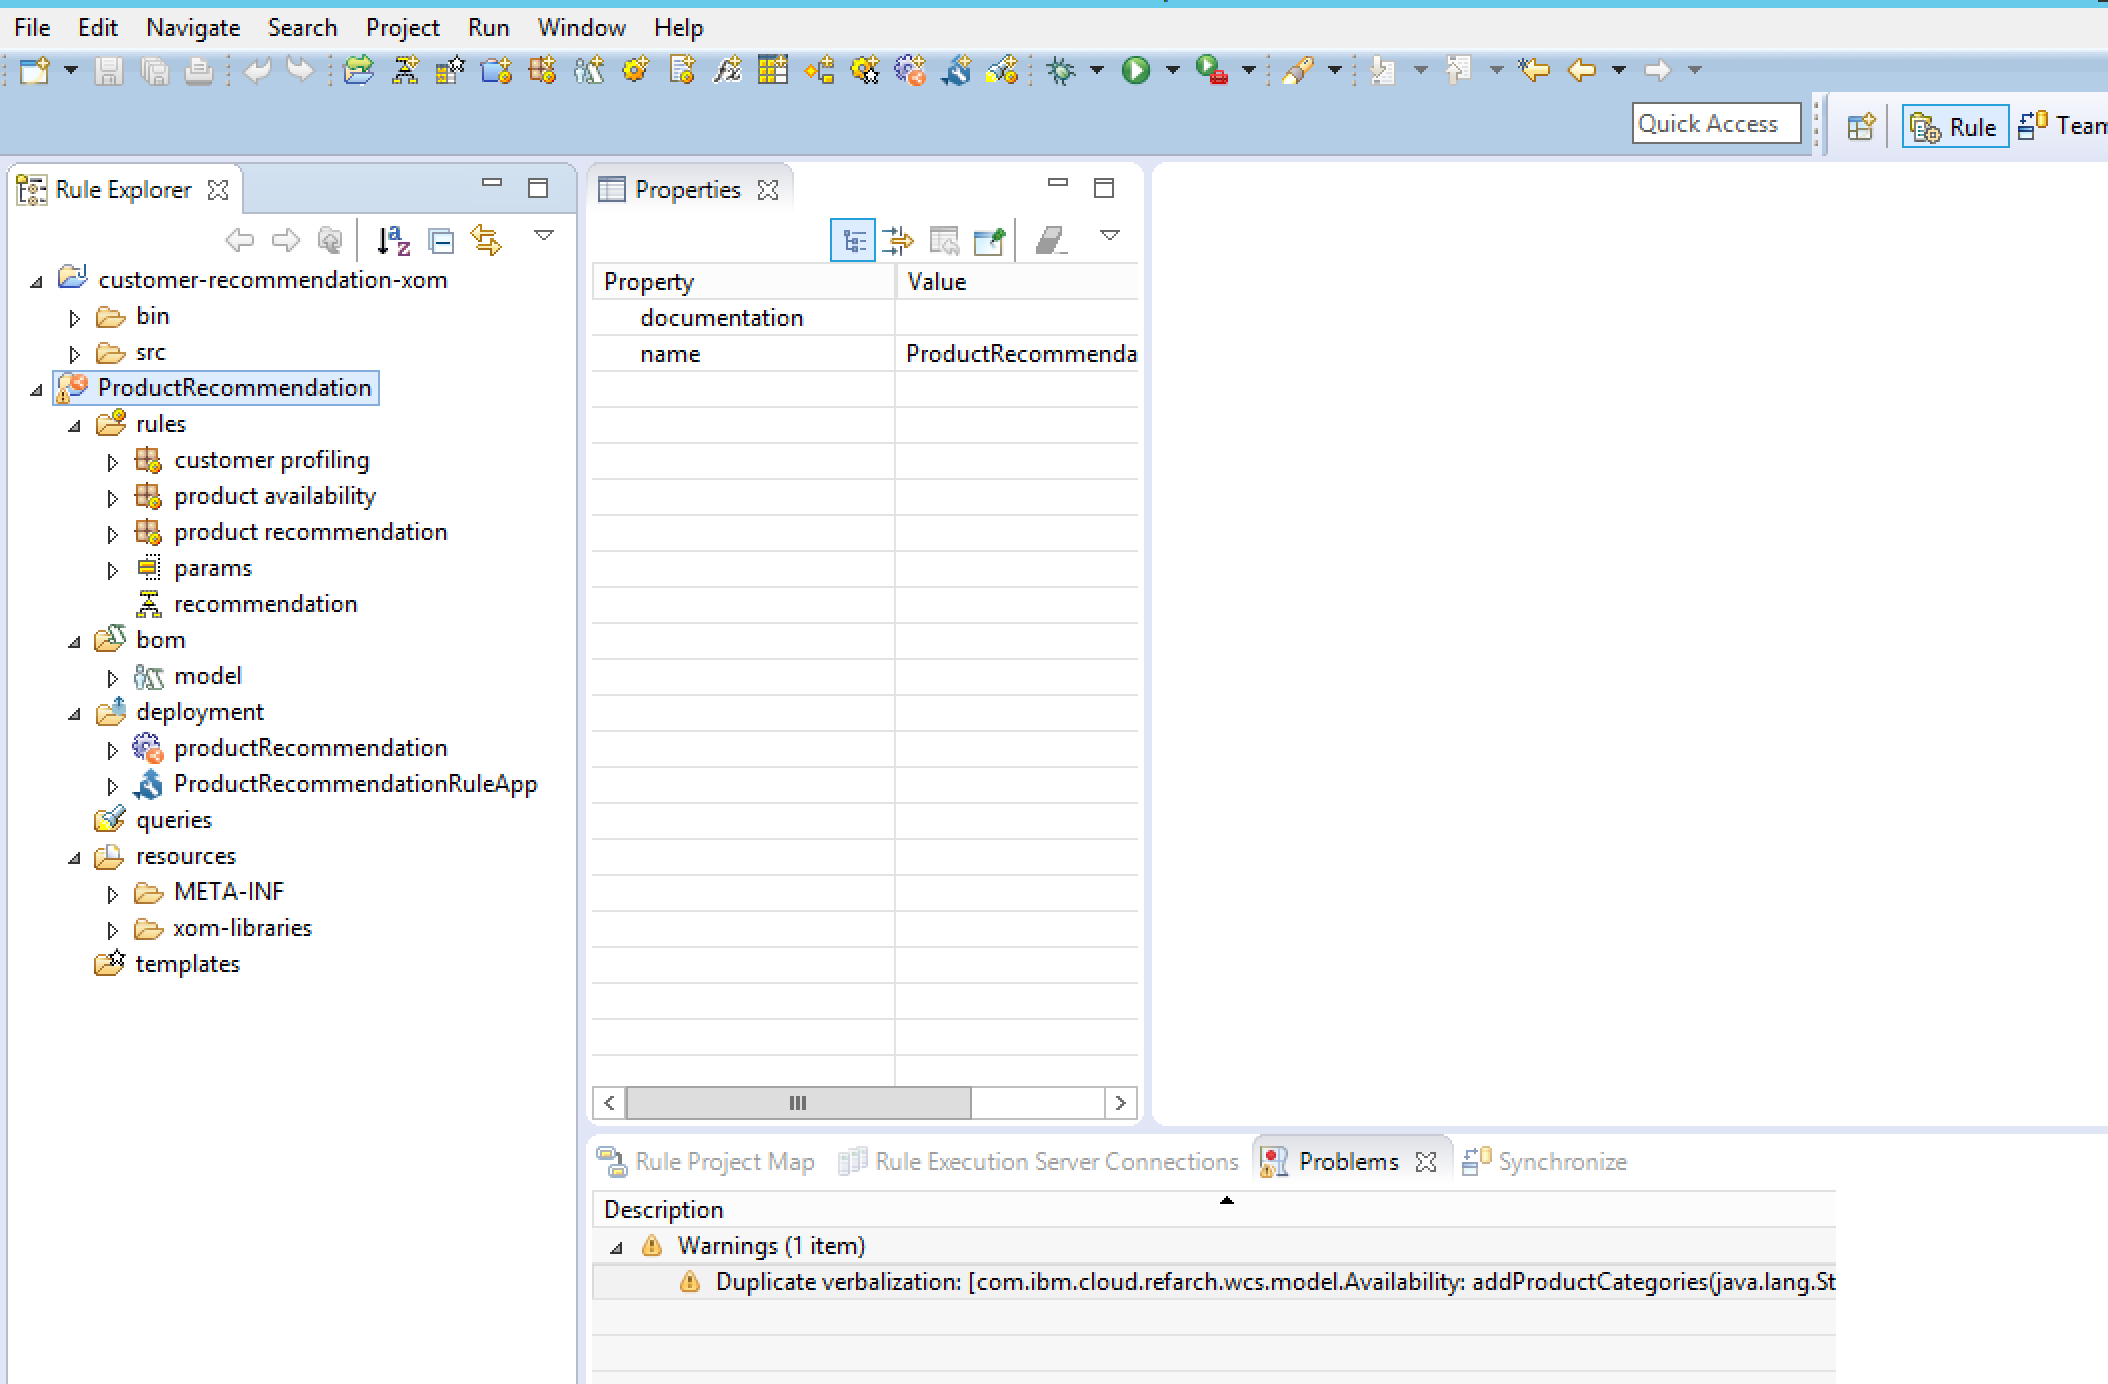 File Edit Navigate Search Project Run Window Help
Quick Access
Rule
Team
Rule Explorer
customer-recommendation-xom
bin
src
ProductRecommendation
rules
customer profiling
product availability
product recommendation
params
recommendation
bom
model
deployment
productRecommendation
ProductRecommendationRuleApp
queries
resources
META-INF
xom-libraries
templates
Properties
Property Value
documentation
name ProductRecommenda
Rule Project Map Rule Execution Server Connections Problems Synchronize
Description
Warnings (1 item)
Duplicate verbalization: [com.ibm.cloud.refarch.wcs.model.Availability: addProductCategories(java.lang.St